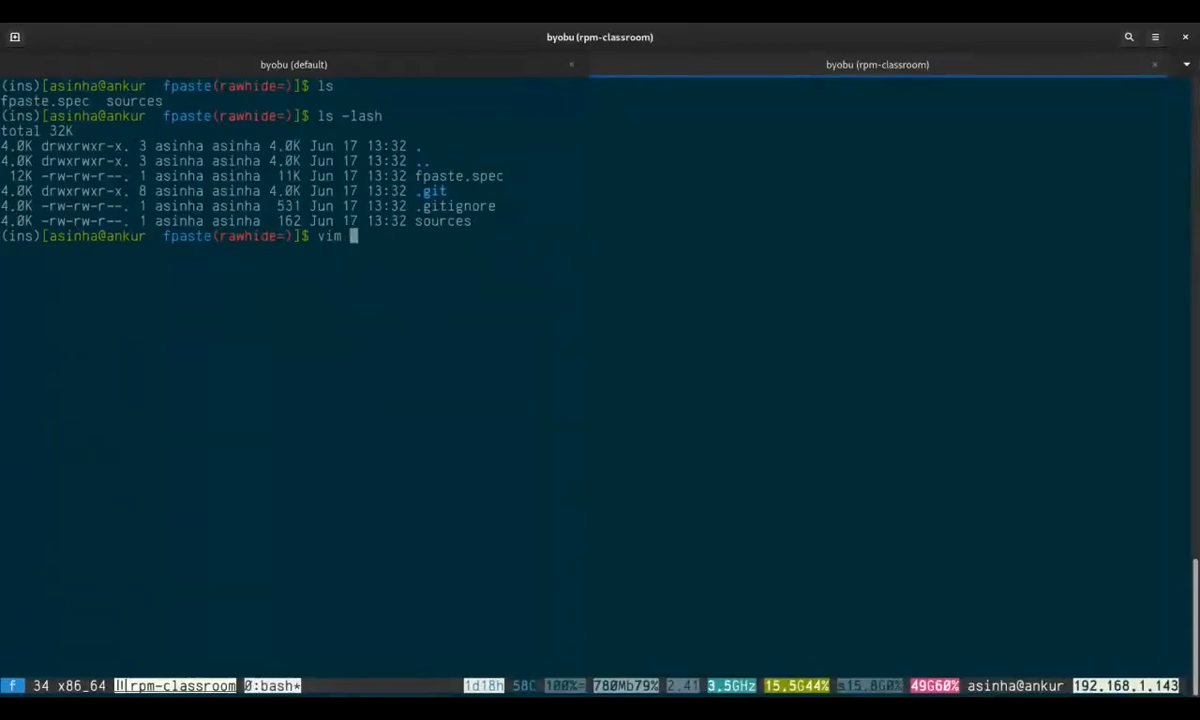 byobu (rpm-classroom)
byobu (default)
byobu (rpm-classroom)
(ins)[asinha@ankur  fpaste(rawhide=)]$ ls
fpaste.spec  sources
(ins)[asinha@ankur  fpaste(rawhide=)]$ ls -lash
total 32K
4.0K drwxrwxr-x. 3 asinha asinha 4.0K Jun 17 13:32 .
4.0K drwxrwxr-x. 3 asinha asinha 4.0K Jun 17 13:32 ..
 12K -rw-rw-r--. 1 asinha asinha  11K Jun 17 13:32 fpaste.spec
4.0K drwxrwxr-x. 8 asinha asinha 4.0K Jun 17 13:32 .git
4.0K -rw-rw-r--. 1 asinha asinha  531 Jun 17 13:32 .gitignore
4.0K -rw-rw-r--. 1 asinha asinha  162 Jun 17 13:32 sources
(ins)[asinha@ankur  fpaste(rawhide=)]$ vim
f 34 x86_64 rpm-classroom 0:bash* 1d18h 58C 100%= 780Mb79% 2.41 3.5GHz 15.5G44% s15.8G0% 49G60% asinha@ankur 192.168.1.143